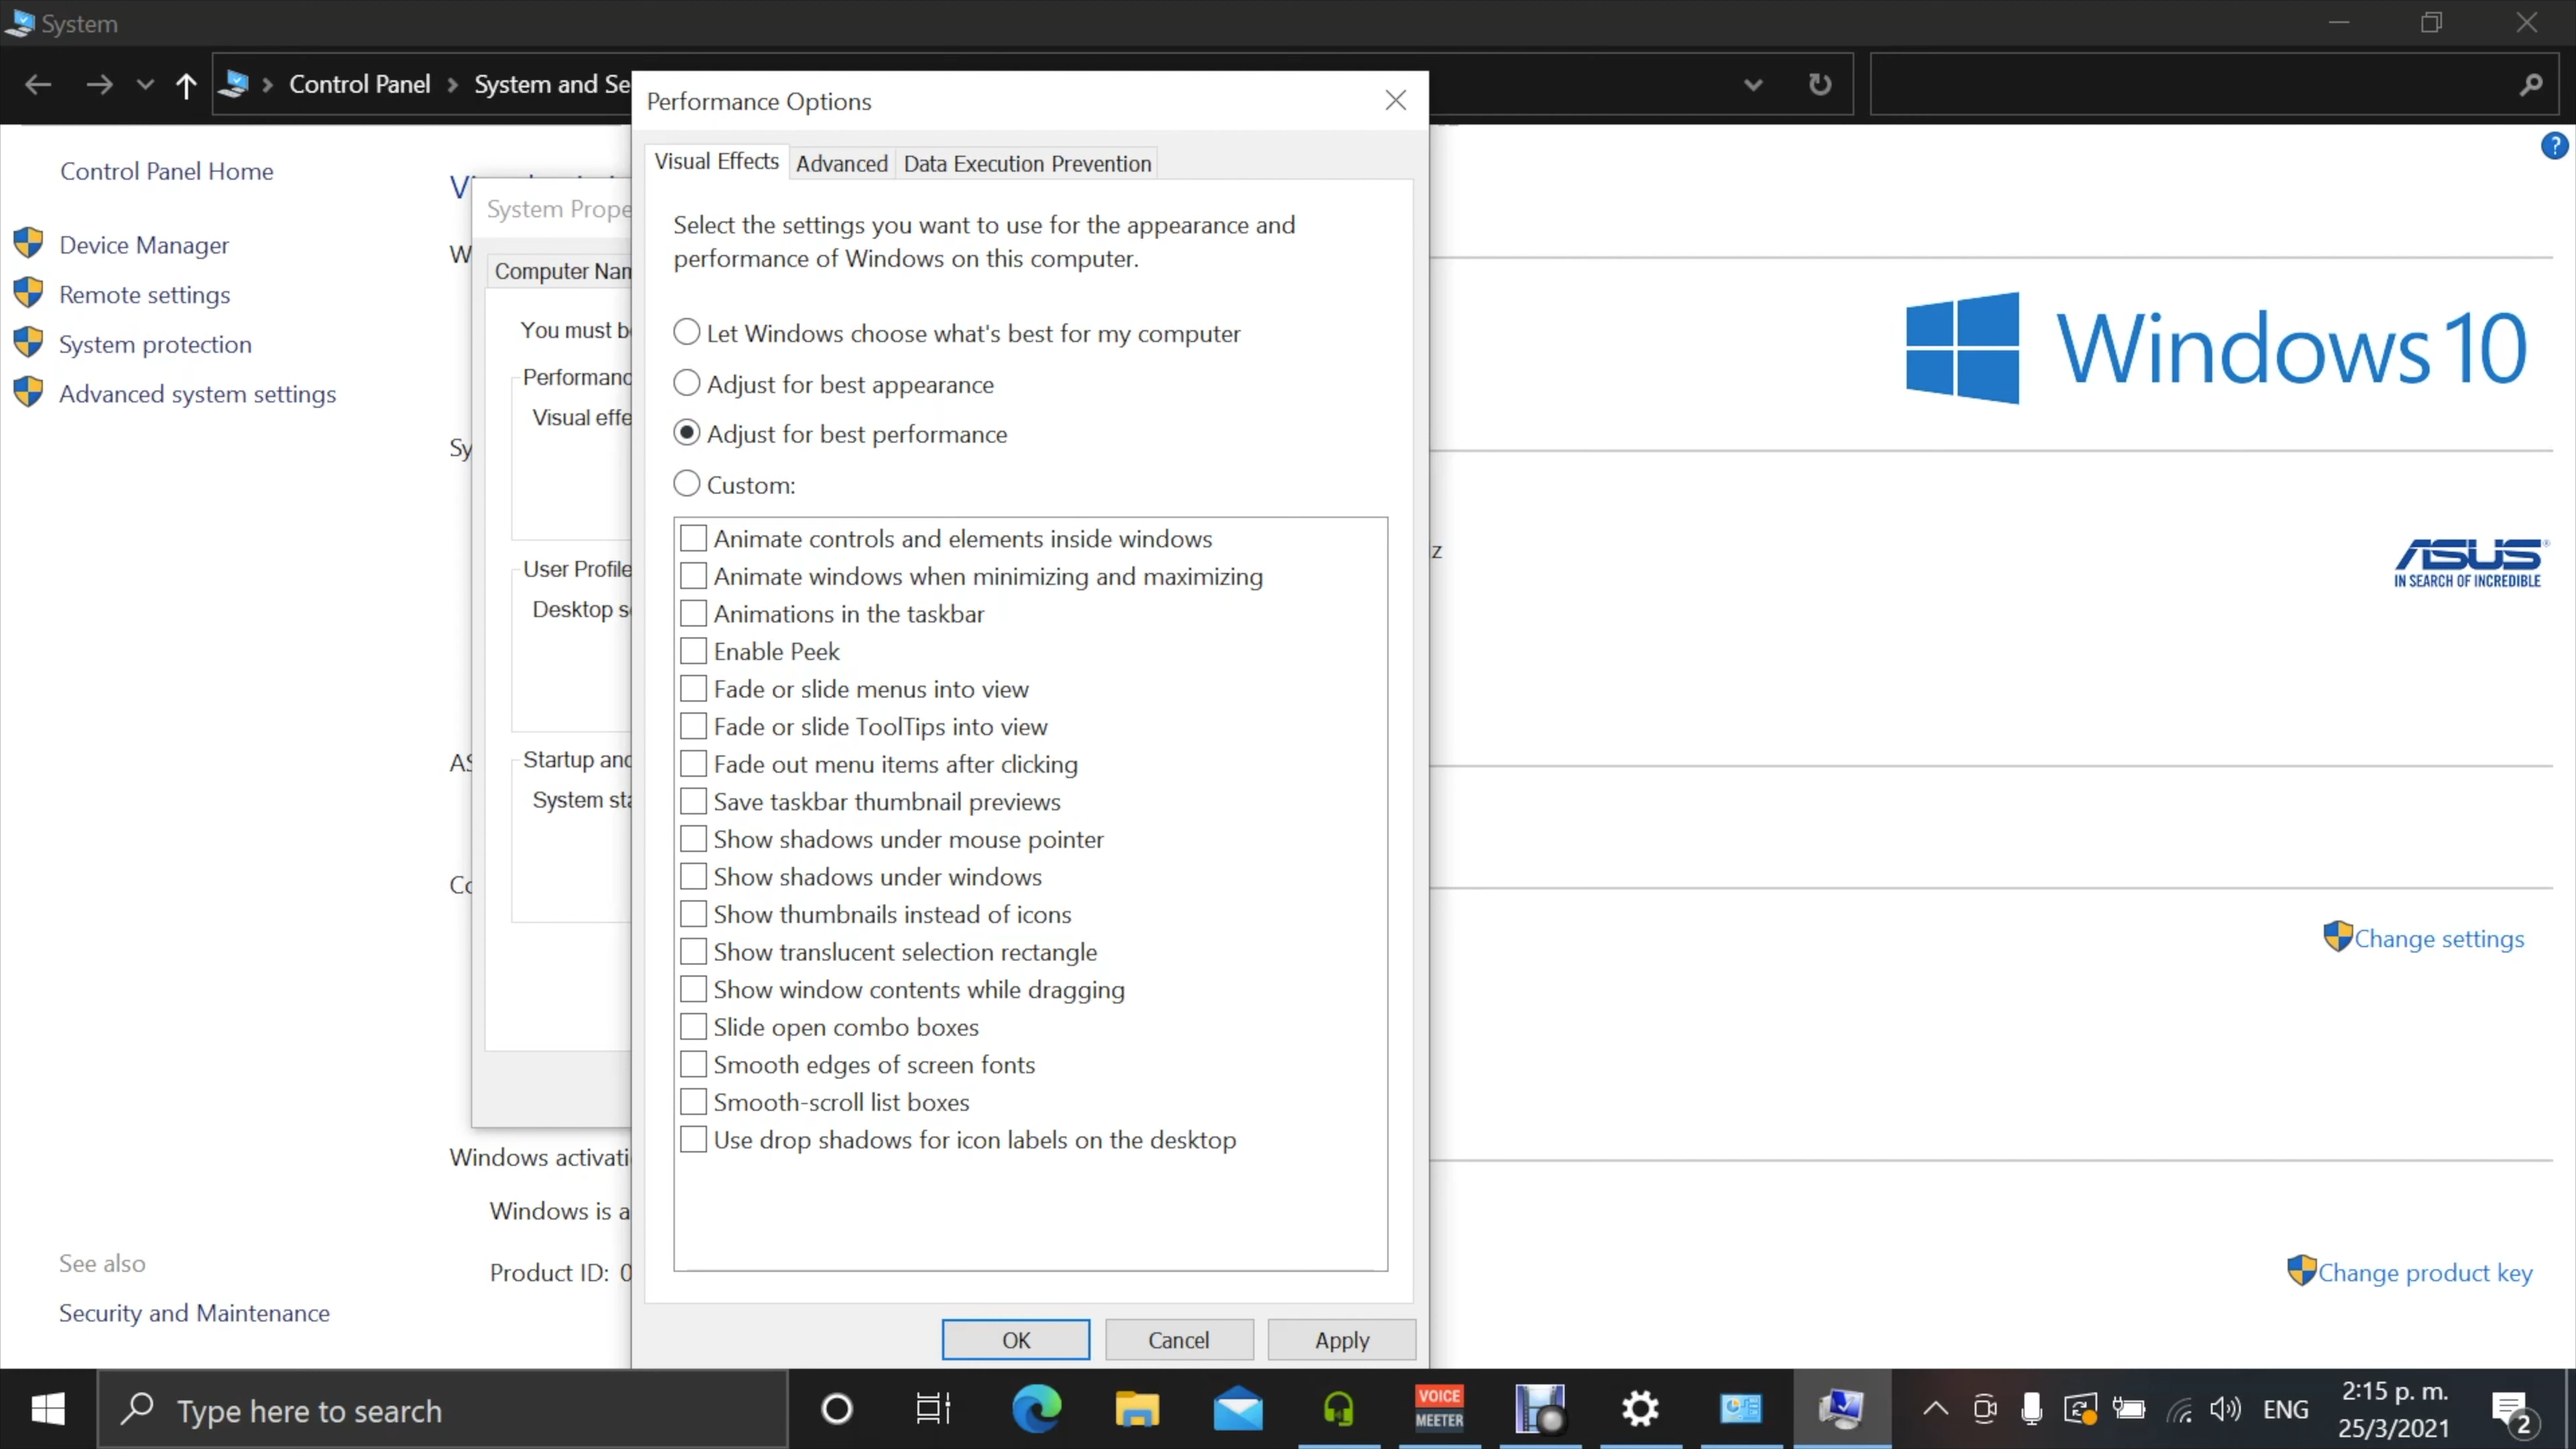 System
Control Panel
System and Se
Performance Options
Control Panel Home
Device Manager
Remote settings
System protection
Advanced system settings
See also
Security and Maintenance
System Prope
Computer Nam
You must b
Performanc
Visual effe
User Profile
Desktop s
Startup and
System sta
W
Sy
AS
Co
Windows activati
Windows is a
Product ID: 0
Visual Effects
Advanced
Data Execution Prevention
Select the settings you want to use for the appearance and
performance of Windows on this computer.
Let Windows choose what's best for my computer
Adjust for best appearance
Adjust for best performance
Custom:
Animate controls and elements inside windows
Animate windows when minimizing and maximizing
Animations in the taskbar
Enable Peek
Fade or slide menus into view
Fade or slide ToolTips into view
Fade out menu items after clicking
Save taskbar thumbnail previews
Show shadows under mouse pointer
Show shadows under windows
Show thumbnails instead of icons
Show translucent selection rectangle
Show window contents while dragging
Slide open combo boxes
Smooth edges of screen fonts
Smooth-scroll list boxes
Use drop shadows for icon labels on the desktop
OK
Cancel
Apply
?
Windows 10
z
ASUS
IN SEARCH OF INCREDIBLE
Change settings
Change product key
Type here to search
VOICE
MEETER
ENG
2:15 p. m.
25/3/2021
2